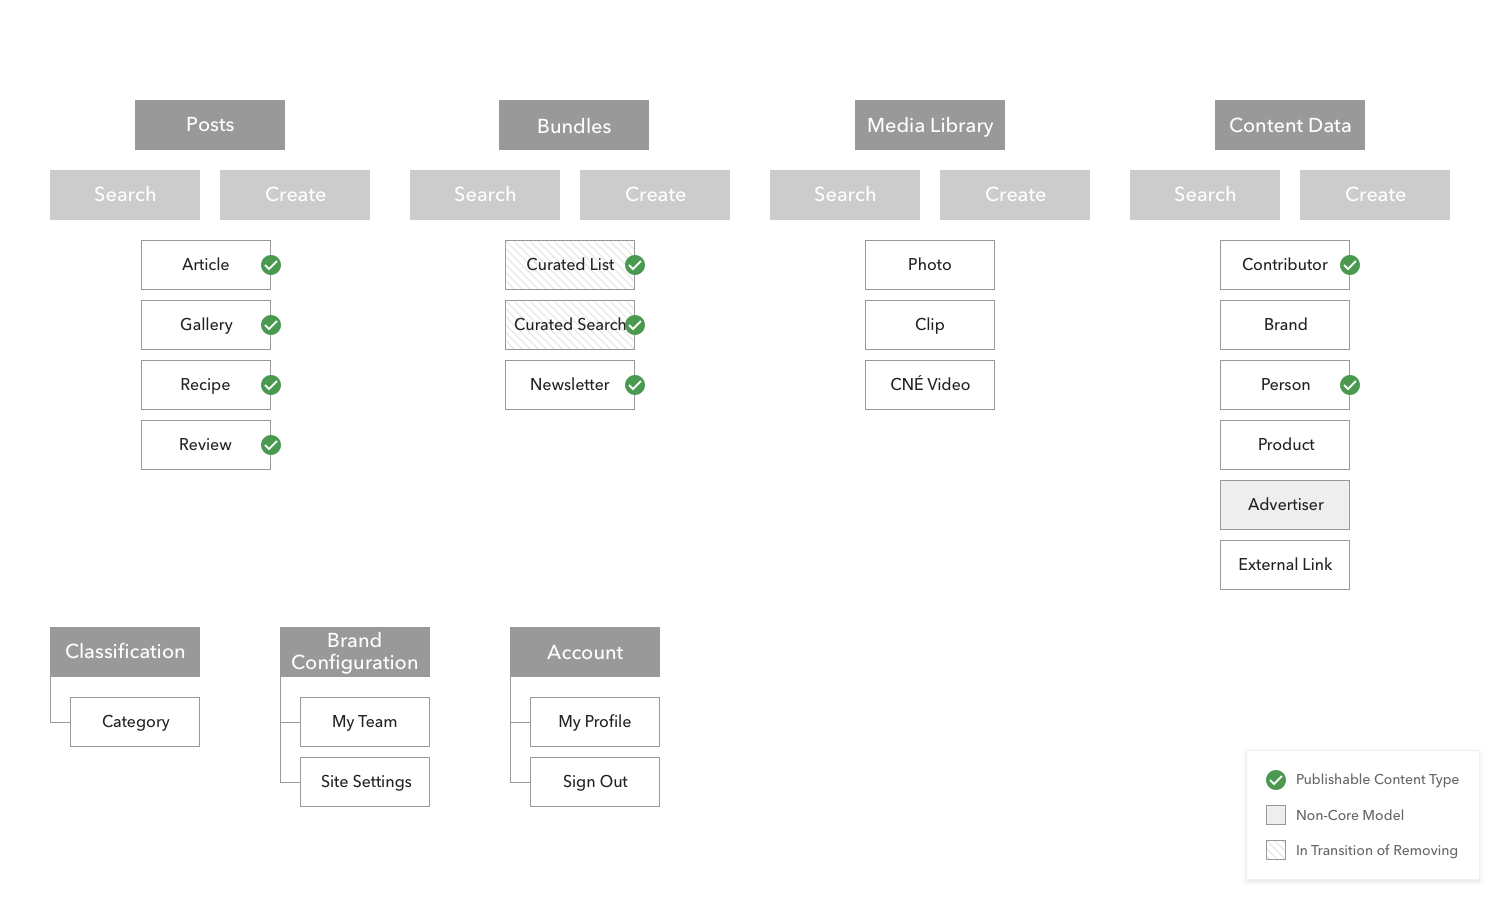 Posts
Bundles
Media Library
Content Data
Search
Create
Search
Create
Search
Create
Search
Create
Article
Gallery
Recipe
Review
Curated List
Curated Search
Newsletter
Photo
Clip
CNÉ Video
Contributor
Brand
Person
Product
Advertiser
External Link
Classification
Category
Brand
Configuration
My Team
Site Settings
Account
My Profile
Sign Out
Publishable Content Type
Non-Core Model
In Transition of Removing